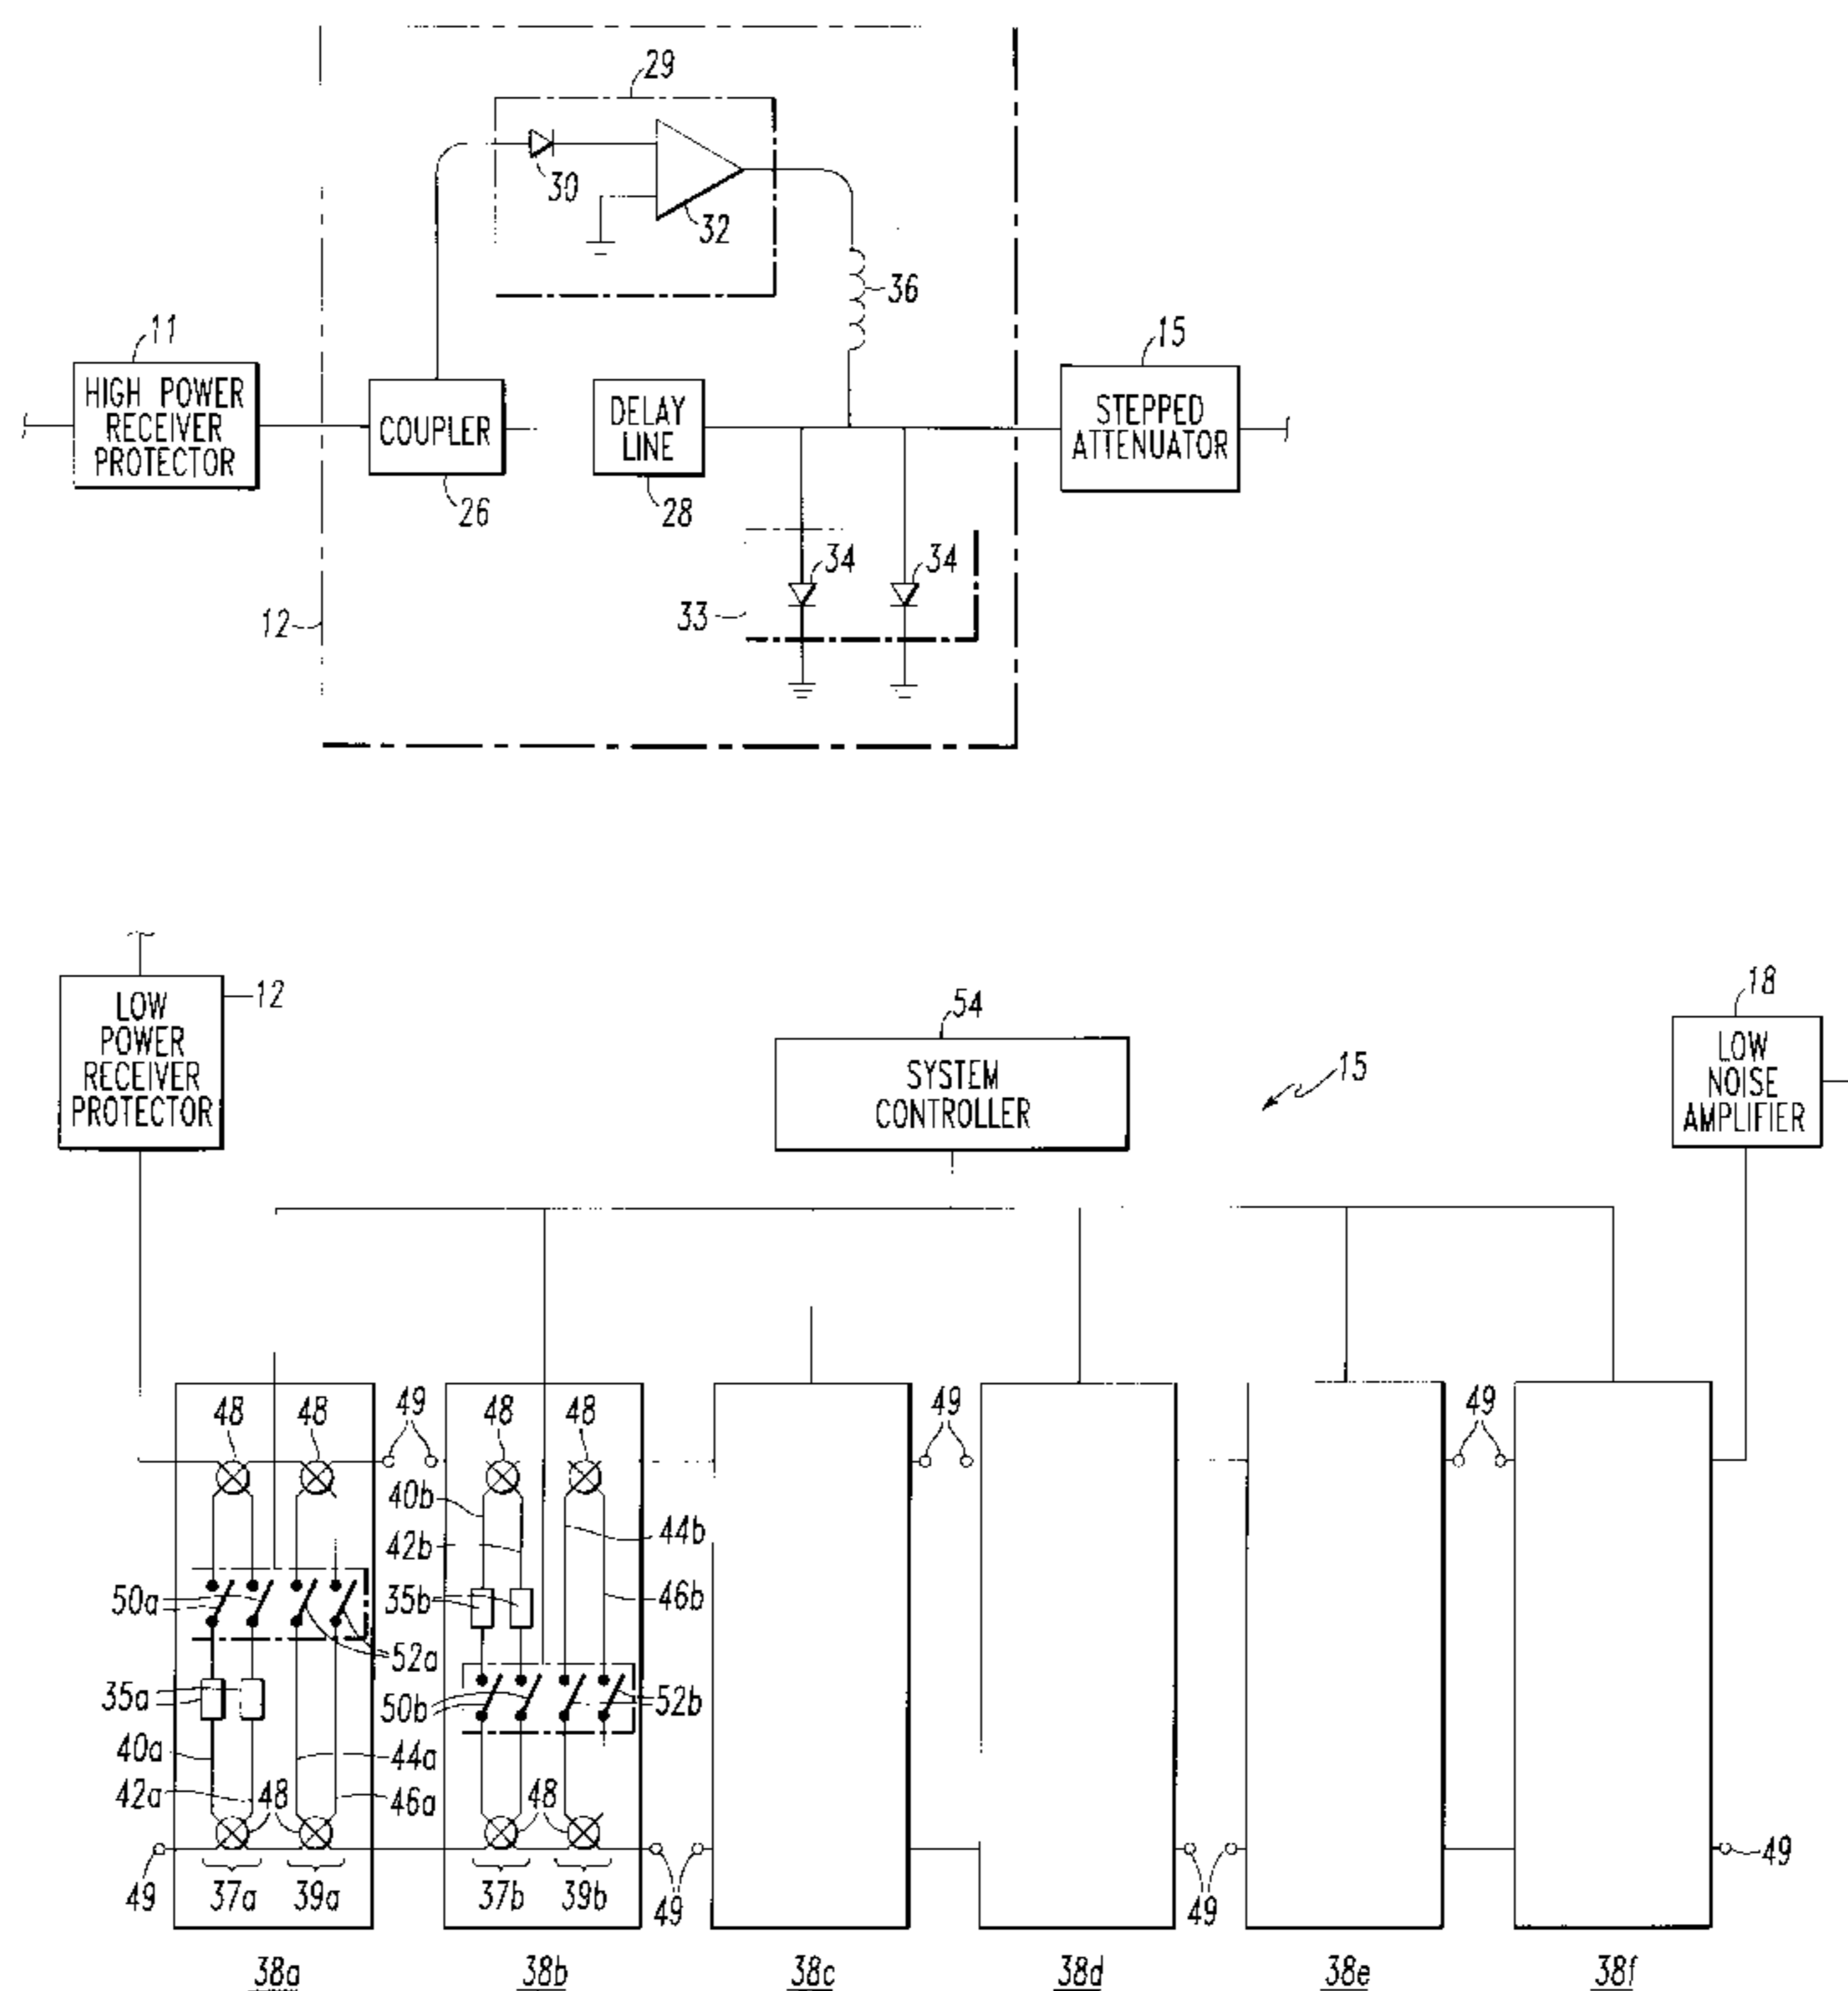 29
30
32
36
11
HIGH POWER
RECEIVER
PROTECTOR
COUPLER
26
DELAY
LINE
28
15
STEPPED
ATTENUATOR
34
34
33
12
LOW
POWER
RECEIVER
PROTECTOR
12
54
SYSTEM
CONTROLLER
15
18
LOW
NOISE
AMPLIFIER
48
48
49
48
48
49
49
40b
42b
44b
35b
46b
50a
52a
35a
50b
52b
40a
44a
42a
48
46a
48
49
37a
39a
37b
39b
49
49
49
38a
38b
38c
38d
38e
38f